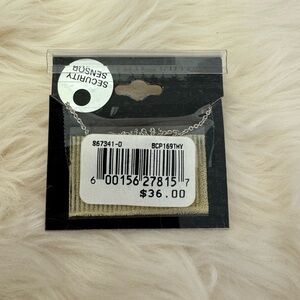 SECURITY
SENSOR
867341-0 BCP1691HY
6 00156 27815 7
$36.00